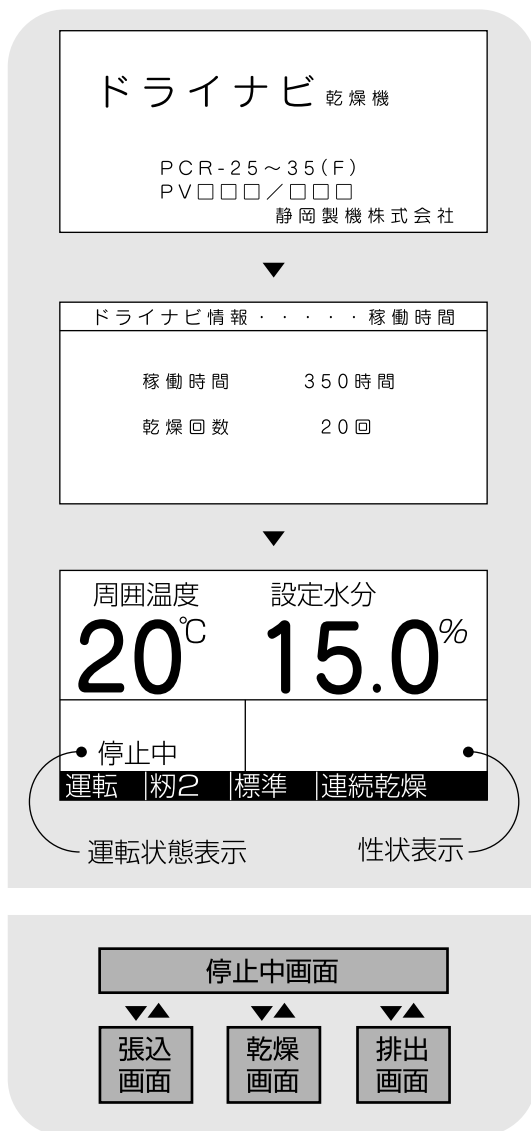 ドライナビ 乾燥機
PCR-25～35(F)
PV□□□/□□□
静岡製機株式会社
▼
ドライナビ情報・・・・・稼働時間
稼働時間 350時間
乾燥回数 20回
▼
周囲温度 設定水分
20℃ 15.0%
停止中
運転 |籾2 |標準 |連続乾燥
運転状態表示 性状表示
停止中画面
▼▲ ▼▲ ▼▲
張込 乾燥 排出
画面 画面 画面